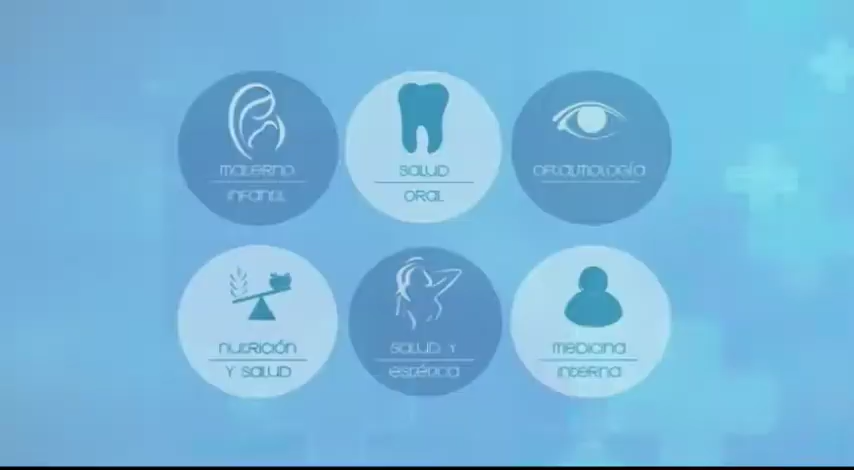 materno
infantil
SALUD
ORAL
OFTALMOLOGÍA
NUTRICIÓN
Y SALUD
SALUD Y
ESTÉTICA
MEDICINA
INTERNA